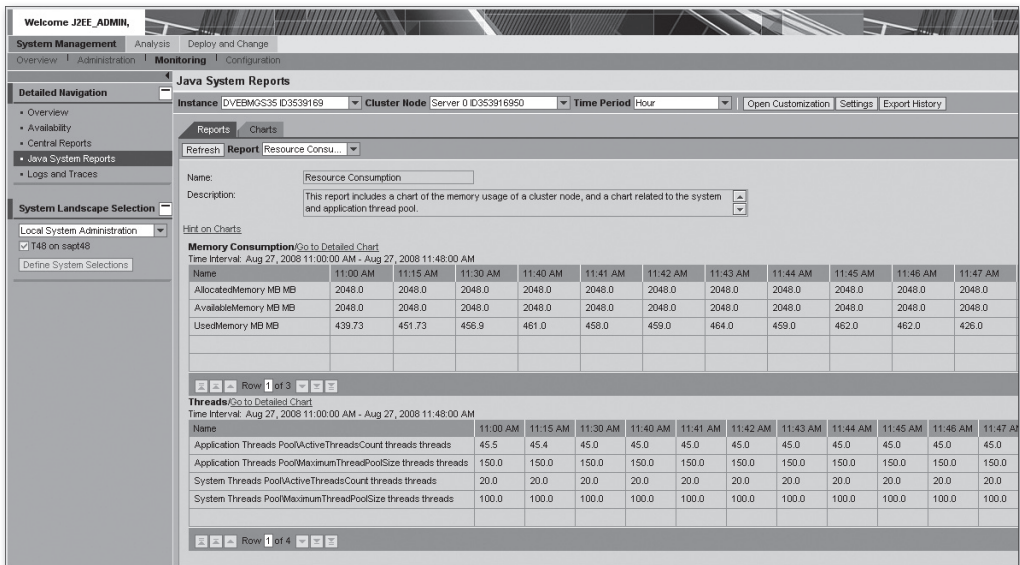 Welcome J2EE_ADMIN,
System Management Analysis Deploy and Change
Overview Administration Monitoring Configuration
Detailed Navigation
Overview
Availability
Central Reports
Java System Reports
Logs and Traces
System Landscape Selection
Local System Administration
T48 on sapt48
Define System Selections
Java System Reports
Instance DVEBMGS35 ID3539169 Cluster Node Server 0 ID353916950 Time Period Hour Open Customization Settings Export History
Reports Charts
Refresh Report Resource Consu...
Name: Resource Consumption
Description: This report includes a chart of the memory usage of a cluster node, and a chart related to the system
and application thread pool.
Hint on Charts
Memory Consumption/Go to Detailed Chart
Time Interval: Aug 27, 2008 11:00:00 AM - Aug 27, 2008 11:48:00 AM
Name 11:00 AM 11:15 AM 11:30 AM 11:40 AM 11:41 AM 11:42 AM 11:43 AM 11:44 AM 11:45 AM 11:46 AM 11:47 AM
AllocatedMemory MB MB 2048.0 2048.0 2048.0 2048.0 2048.0 2048.0 2048.0 2048.0 2048.0 2048.0 2048.0
AvailableMemory MB MB 2048.0 2048.0 2048.0 2048.0 2048.0 2048.0 2048.0 2048.0 2048.0 2048.0 2048.0
UsedMemory MB MB 439.73 451.73 456.9 461.0 458.0 459.0 464.0 459.0 462.0 462.0 426.0
Row 1 of 3
Threads/Go to Detailed Chart
Time Interval: Aug 27, 2008 11:00:00 AM - Aug 27, 2008 11:48:00 AM
Name 11:00 AM 11:15 AM 11:30 AM 11:40 AM 11:41 AM 11:42 AM 11:43 AM 11:44 AM 11:45 AM 11:46 AM 11:47 AM
Application Threads Pool\ActiveThreadsCount threads threads 45.5 45.4 45.0 45.0 45.0 45.0 45.0 45.0 45.0 45.0 45.0
Application Threads Pool\MaximumThreadPoolSize threads threads 150.0 150.0 150.0 150.0 150.0 150.0 150.0 150.0 150.0 150.0 150.0
System Threads Pool\ActiveThreadsCount threads threads 20.0 20.0 20.0 20.0 20.0 20.0 20.0 20.0 20.0 20.0 20.0
System Threads Pool\MaximumThreadPoolSize threads threads 100.0 100.0 100.0 100.0 100.0 100.0 100.0 100.0 100.0 100.0 100.0
Row 1 of 4